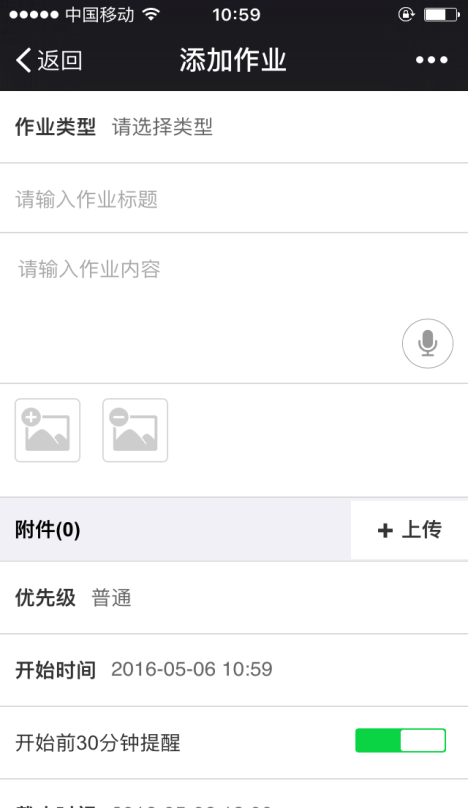 中国移动 10:59
返回 添加作业
作业类型 请选择类型
请输入作业标题
请输入作业内容
附件(0) + 上传
优先级 普通
开始时间 2016-05-06 10:59
开始前30分钟提醒